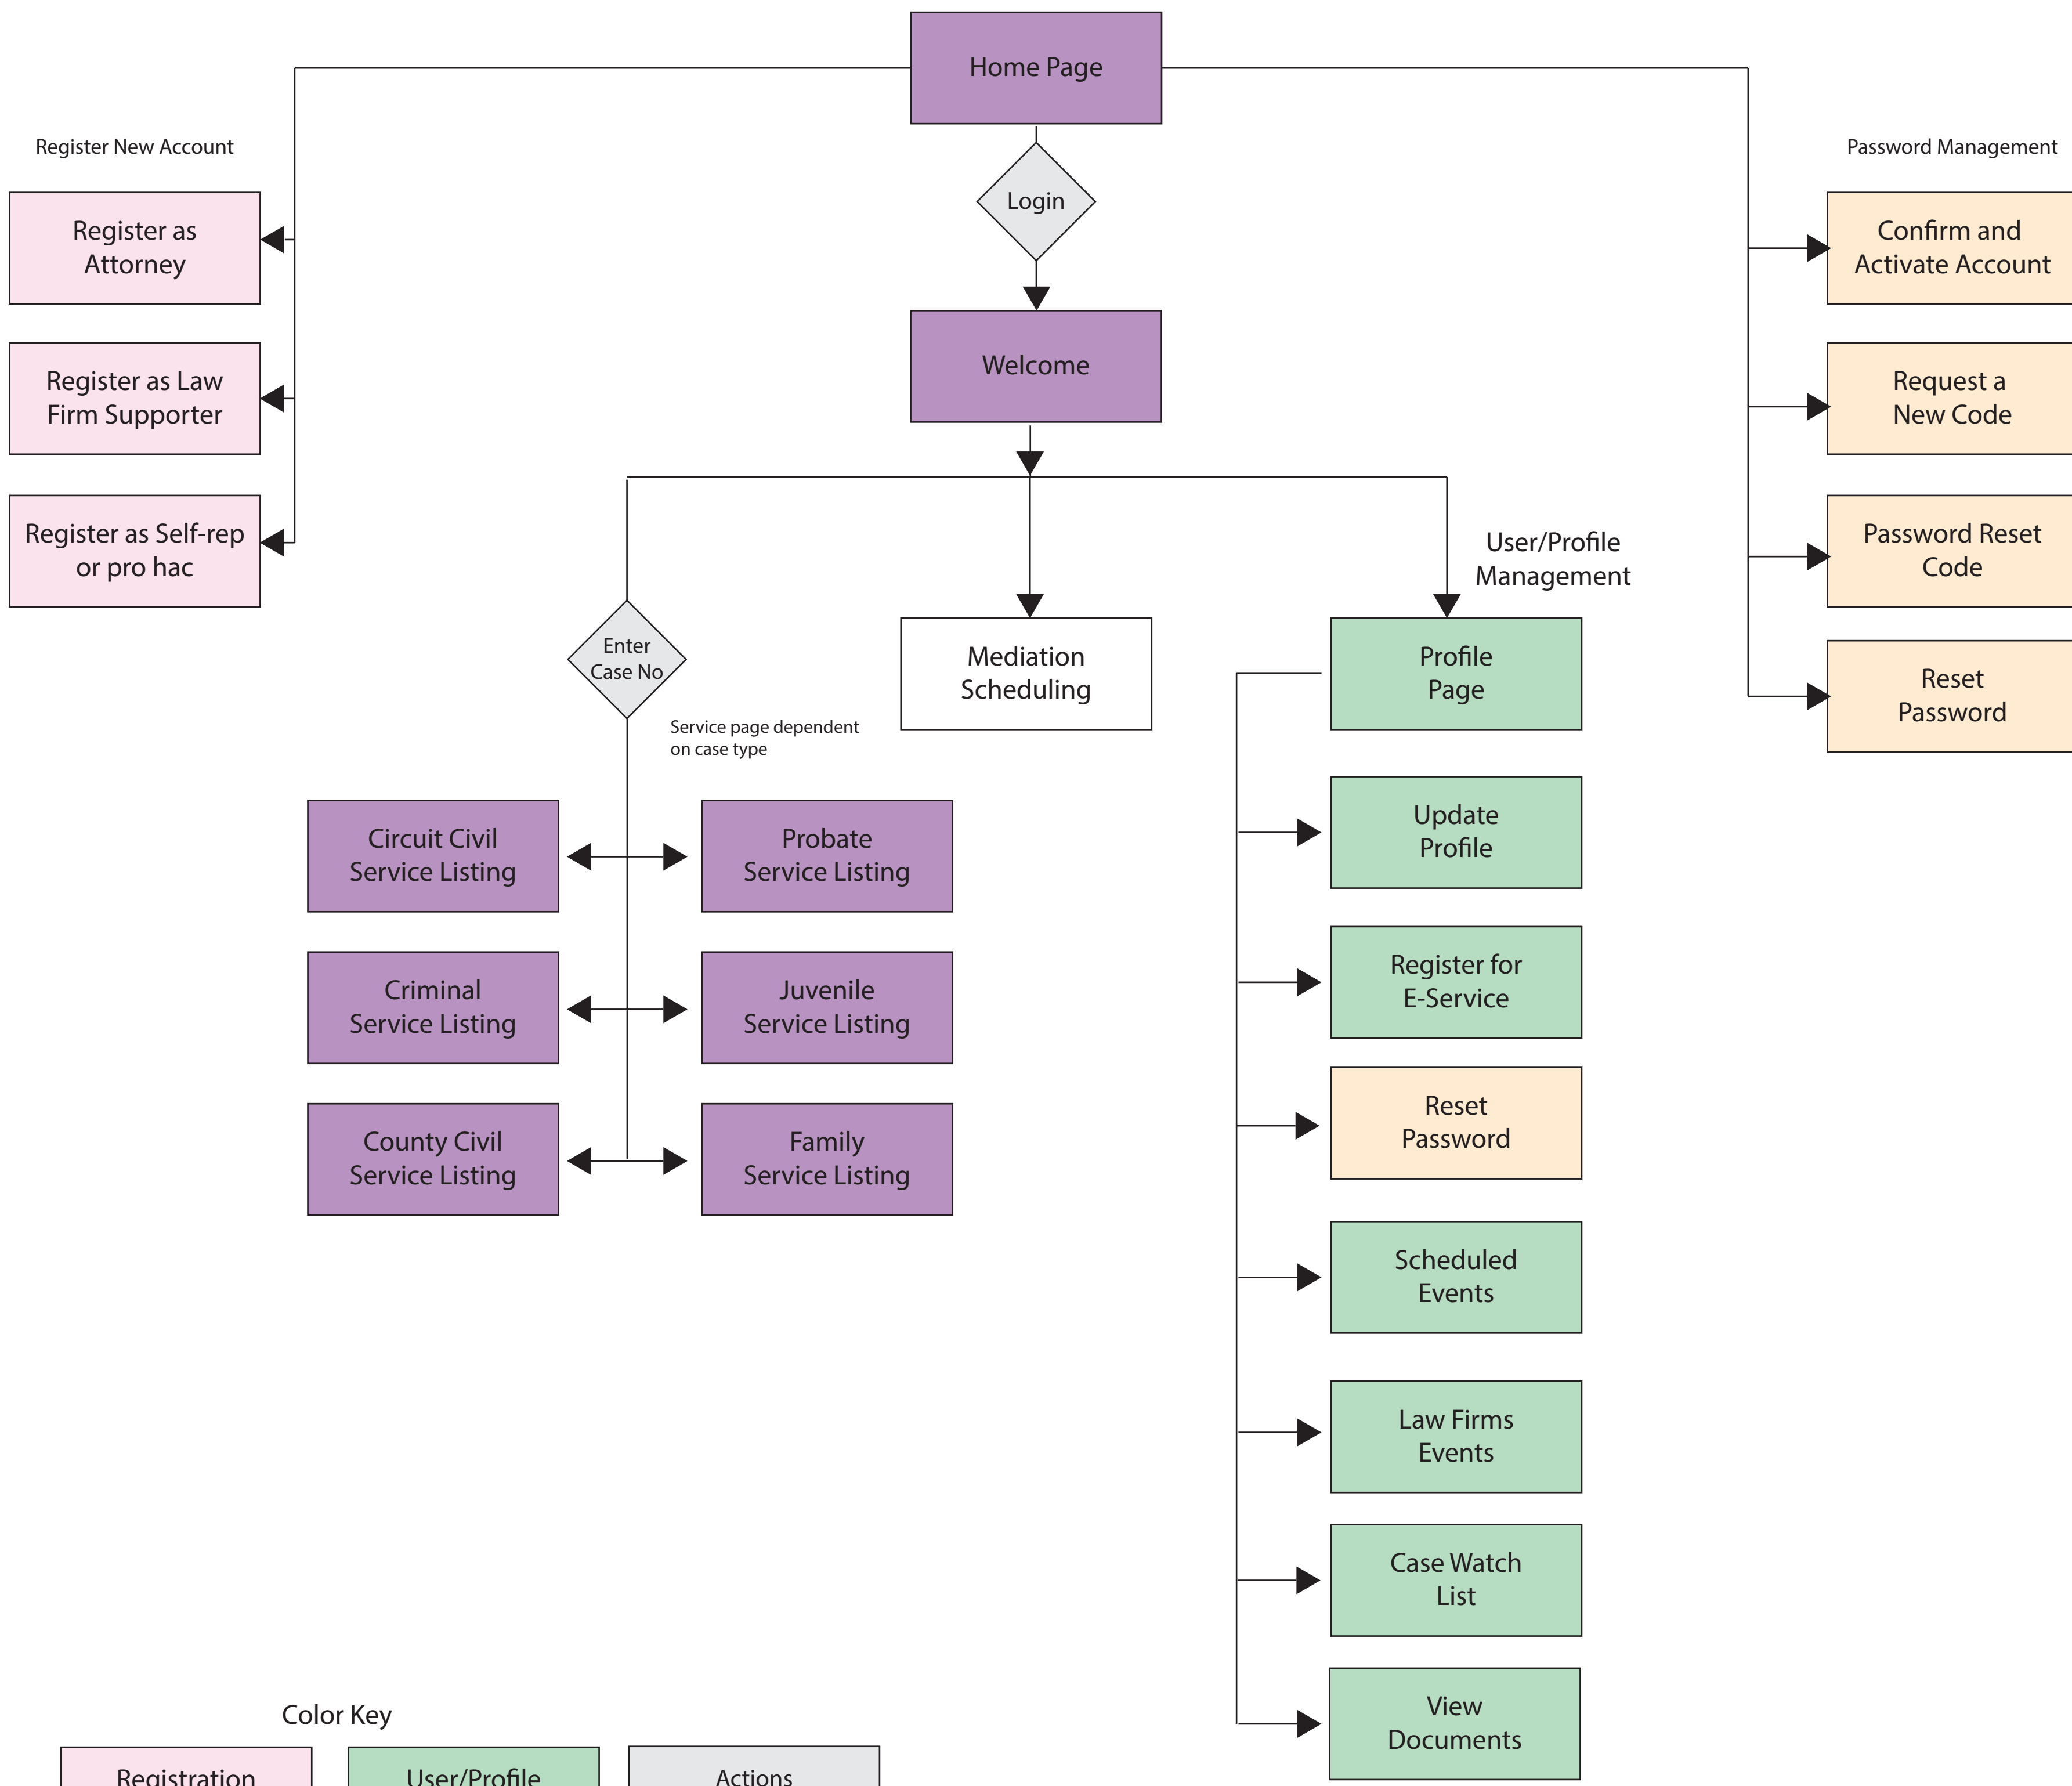 Home Page
Register New Account
Password Management
Login
Register as
Attorney
Confirm and
Activate Account
Welcome
Register as Law
Firm Supporter
Request a
New Code
Register as Self-rep
or pro hac
Password Reset
Code
User/Profile
Management
Enter
Case No
Mediation
Scheduling
Profile
Page
Reset
Password
Service page dependent
on case type
Update
Profile
Circuit Civil
Service Listing
Probate
Service Listing
Register for
E-Service
Criminal
Service Listing
Juvenile
Service Listing
Reset
Password
County Civil
Service Listing
Family
Service Listing
Scheduled
Events
Law Firms
Events
Case Watch
List
View
Documents
Color Key
Registration
User/Profile
Actions